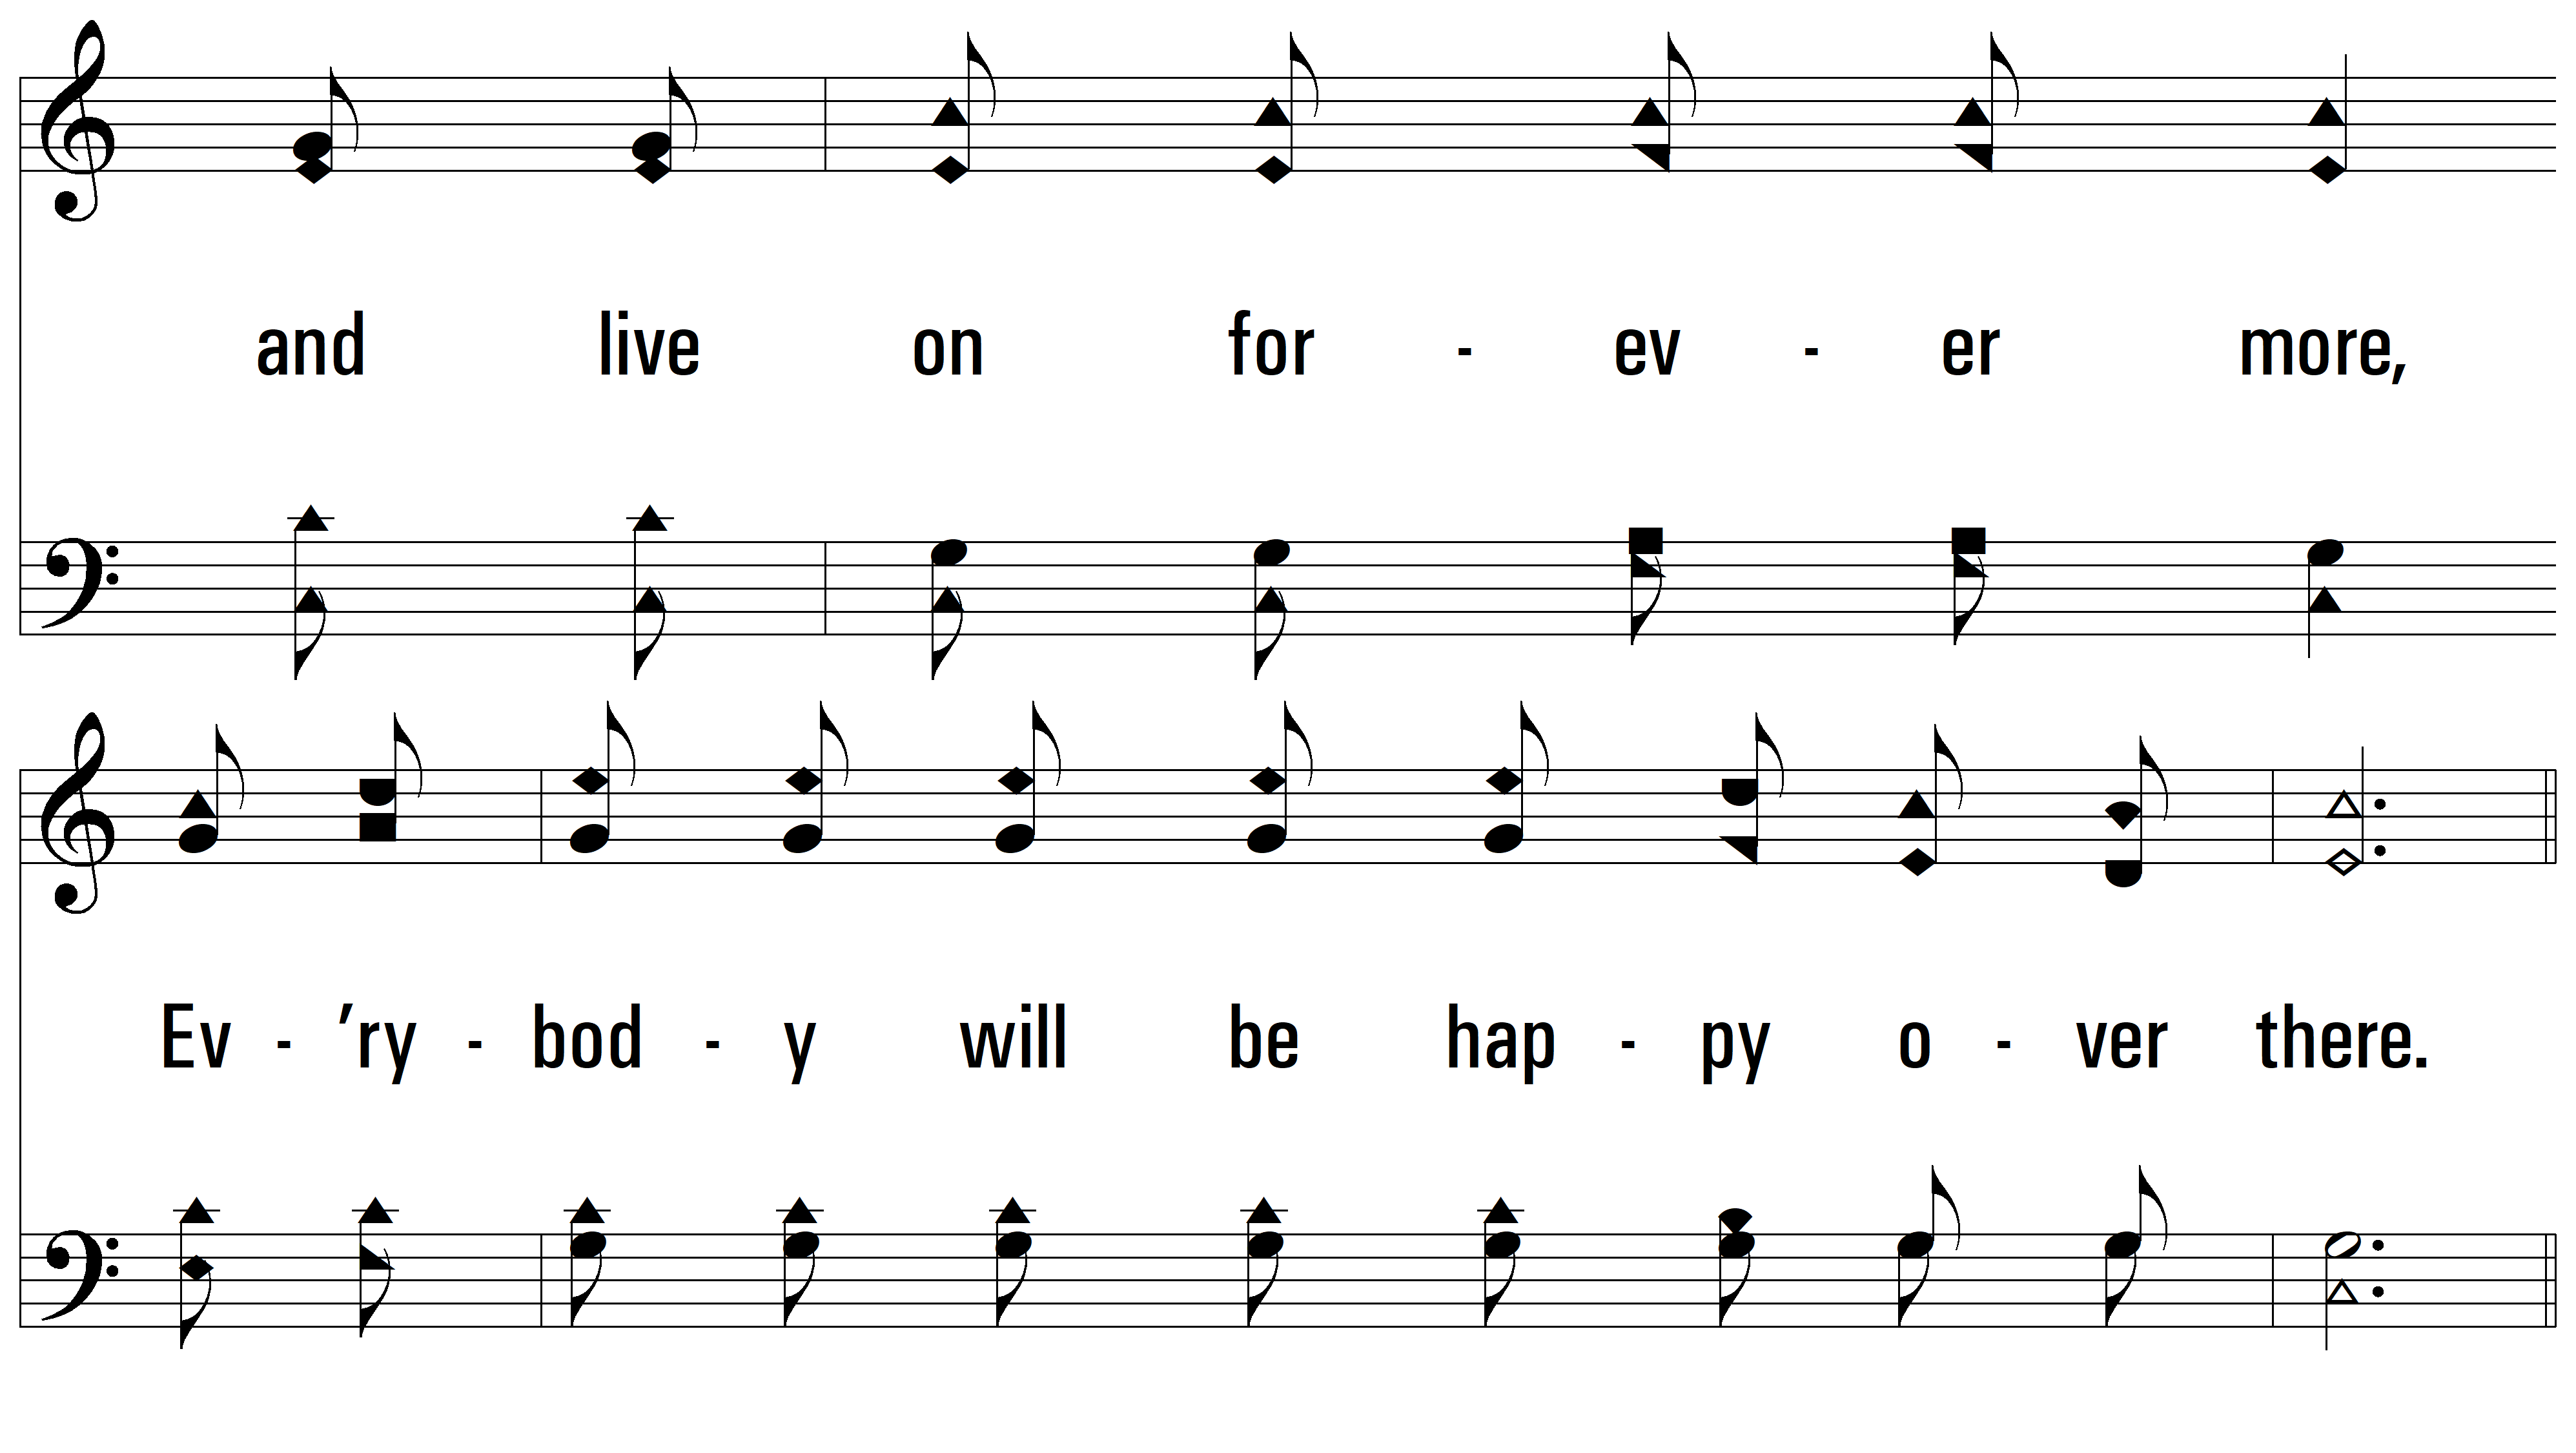 and live on for - ev - er more,
Ev - ’ry - bod - y will be hap - py o - ver there.